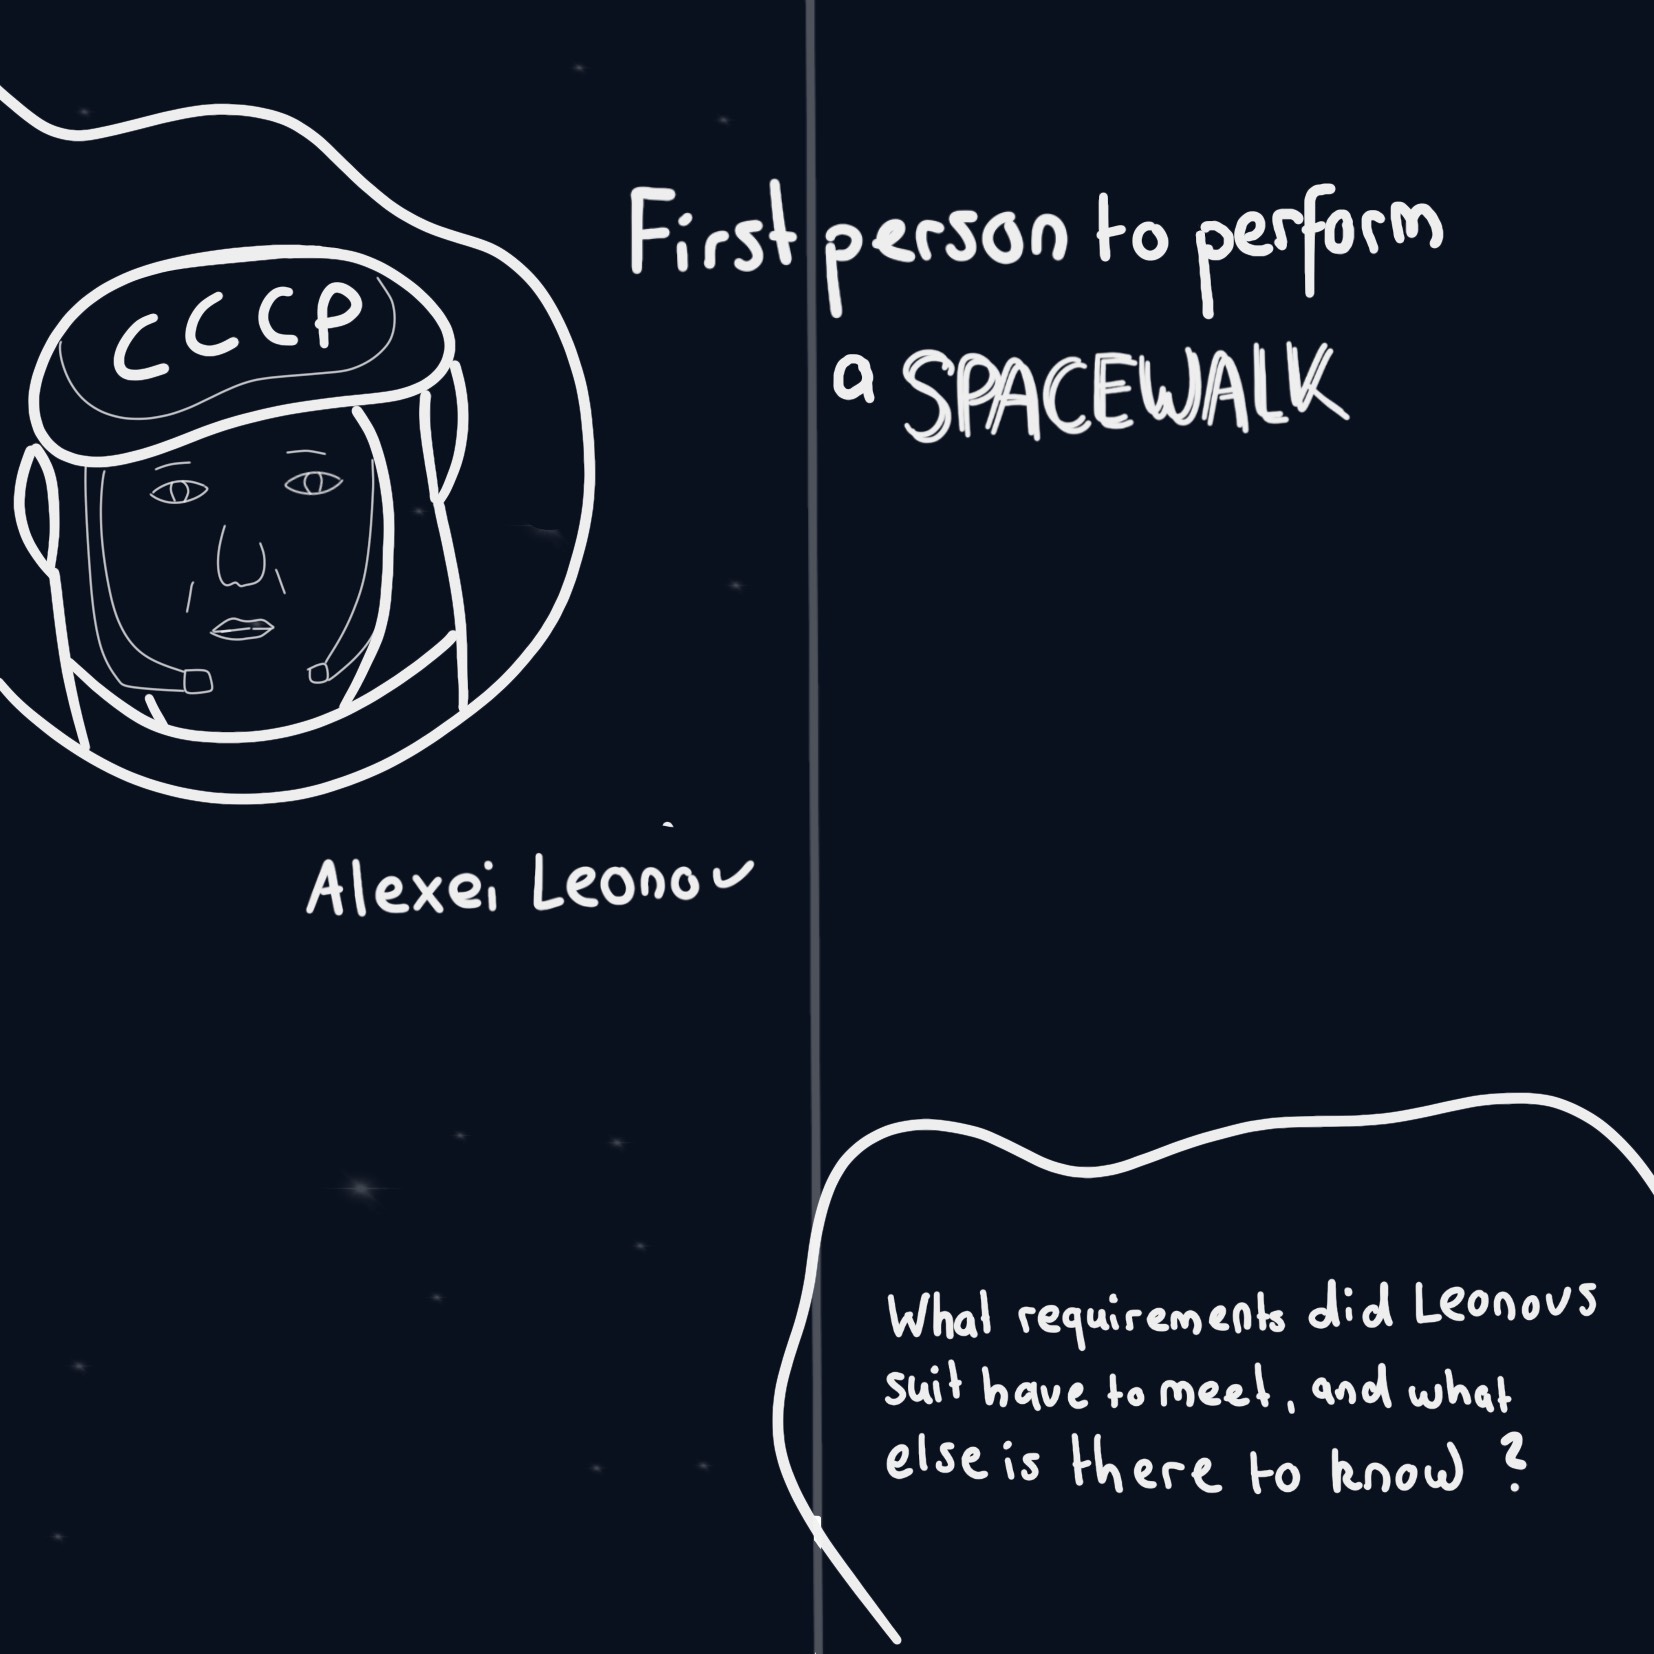 First person to perform
a SPACEWALK
CCCP
Alexei Leonov
What requirements did Leonovs
suit have to meet, and what
else is there to know ?